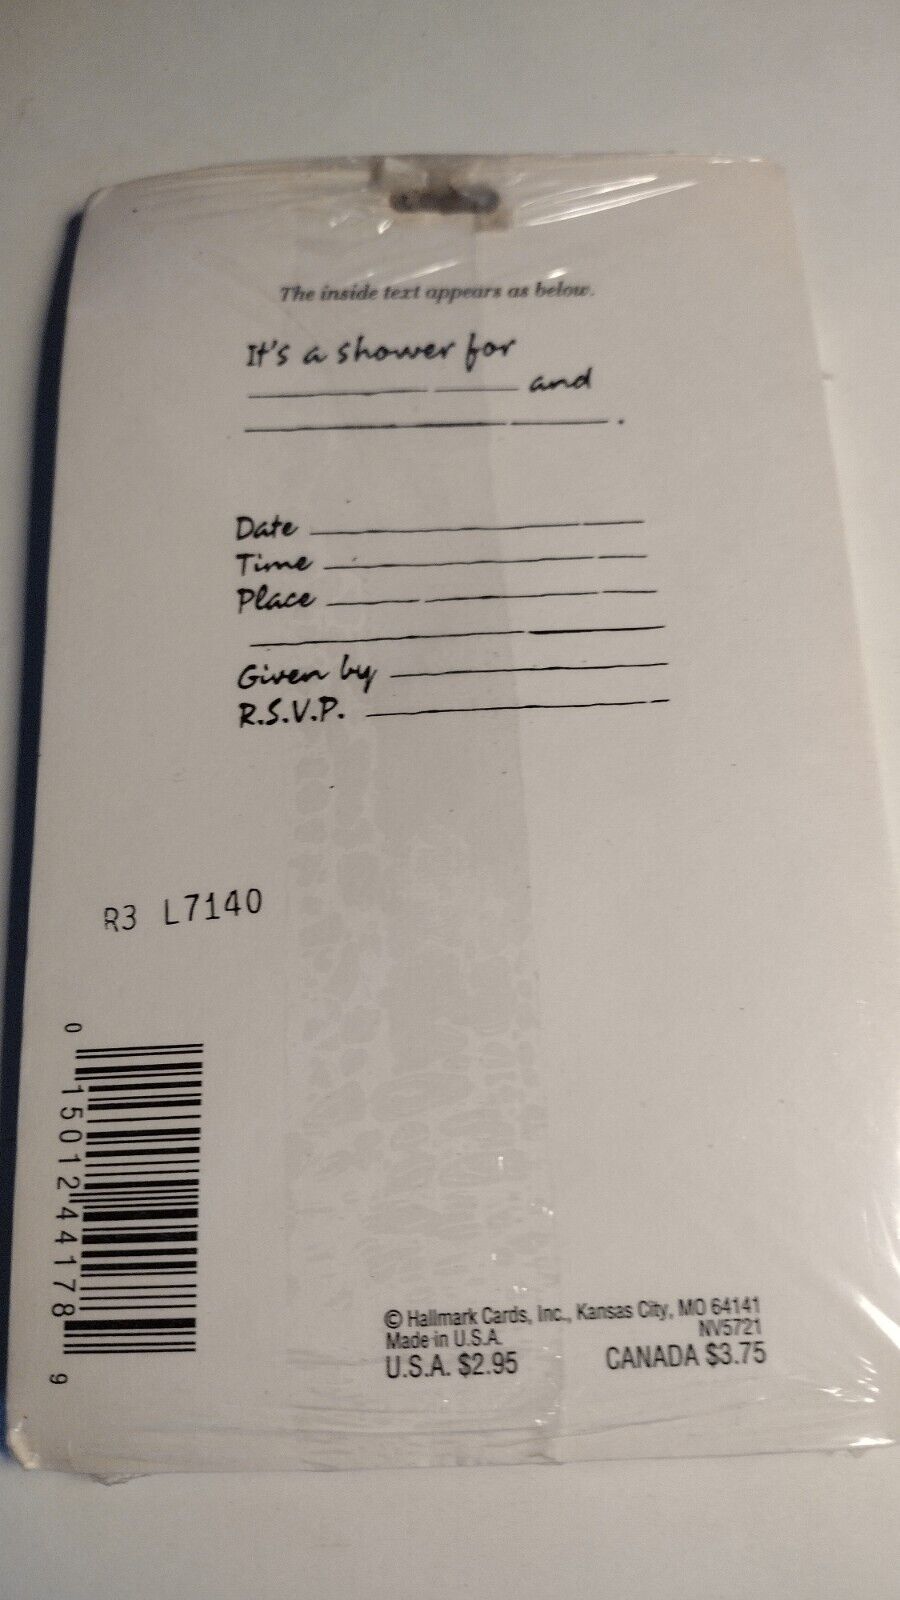 The inside text appears as below.
It's a shower for
and
.
Date
Time
Place
Given by
R.S.V.P.
R3 L7140
0 15012 44178 9
© Hallmark Cards, Inc., Kansas City, MO 64141
Made in U.S.A. NV5721
U.S.A. $2.95 CANADA $3.75